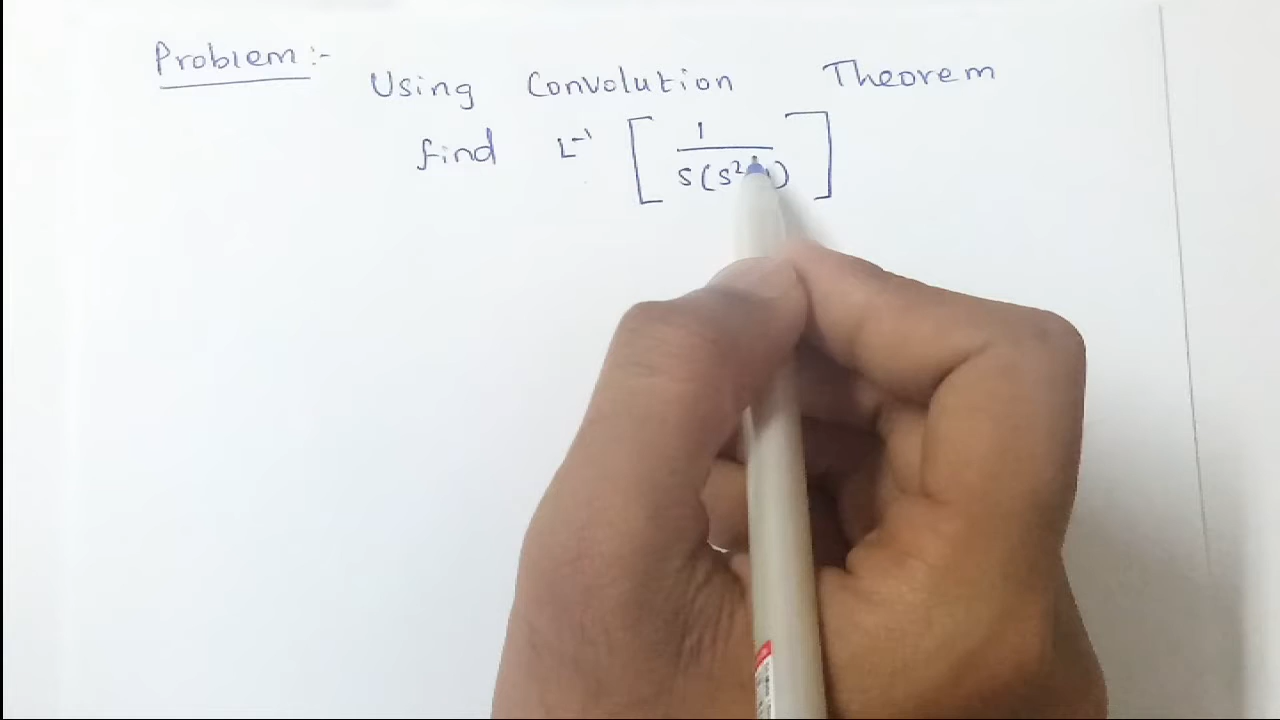 Problem :-
Using Convolution Theorem
find L⁻¹ [ 1 / S(S² ) ]